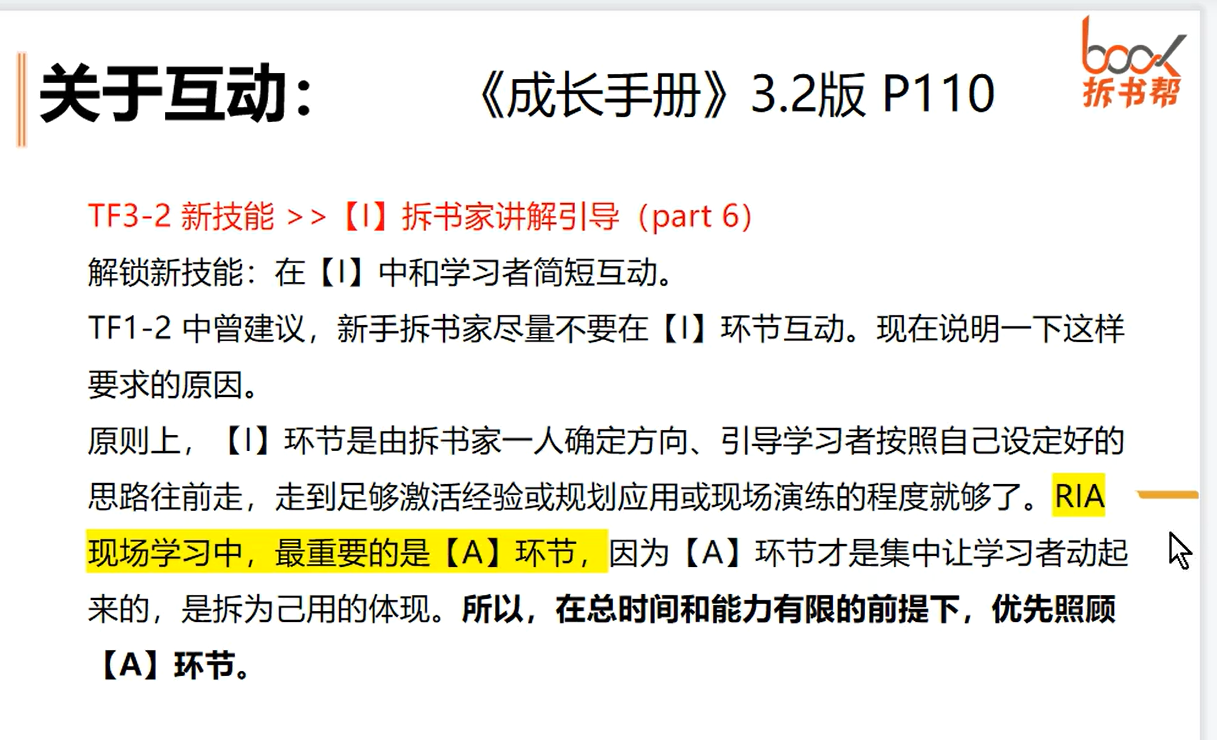 关于互动：
《成长手册》3.2版 P110
book
拆书帮
TF3-2 新技能 >>【I】拆书家讲解引导（part 6）
解锁新技能：在【I】中和学习者简短互动。
TF1-2 中曾建议，新手拆书家尽量不要在【I】环节互动。现在说明一下这样
要求的原因。
原则上，【I】环节是由拆书家一人确定方向、引导学习者按照自己设定好的
思路往前走，走到足够激活经验或规划应用或现场演练的程度就够了。RIA
现场学习中，最重要的是【A】环节，因为【A】环节才是集中让学习者动起
来的，是拆为己用的体现。所以，在总时间和能力有限的前提下，优先照顾
【A】环节。